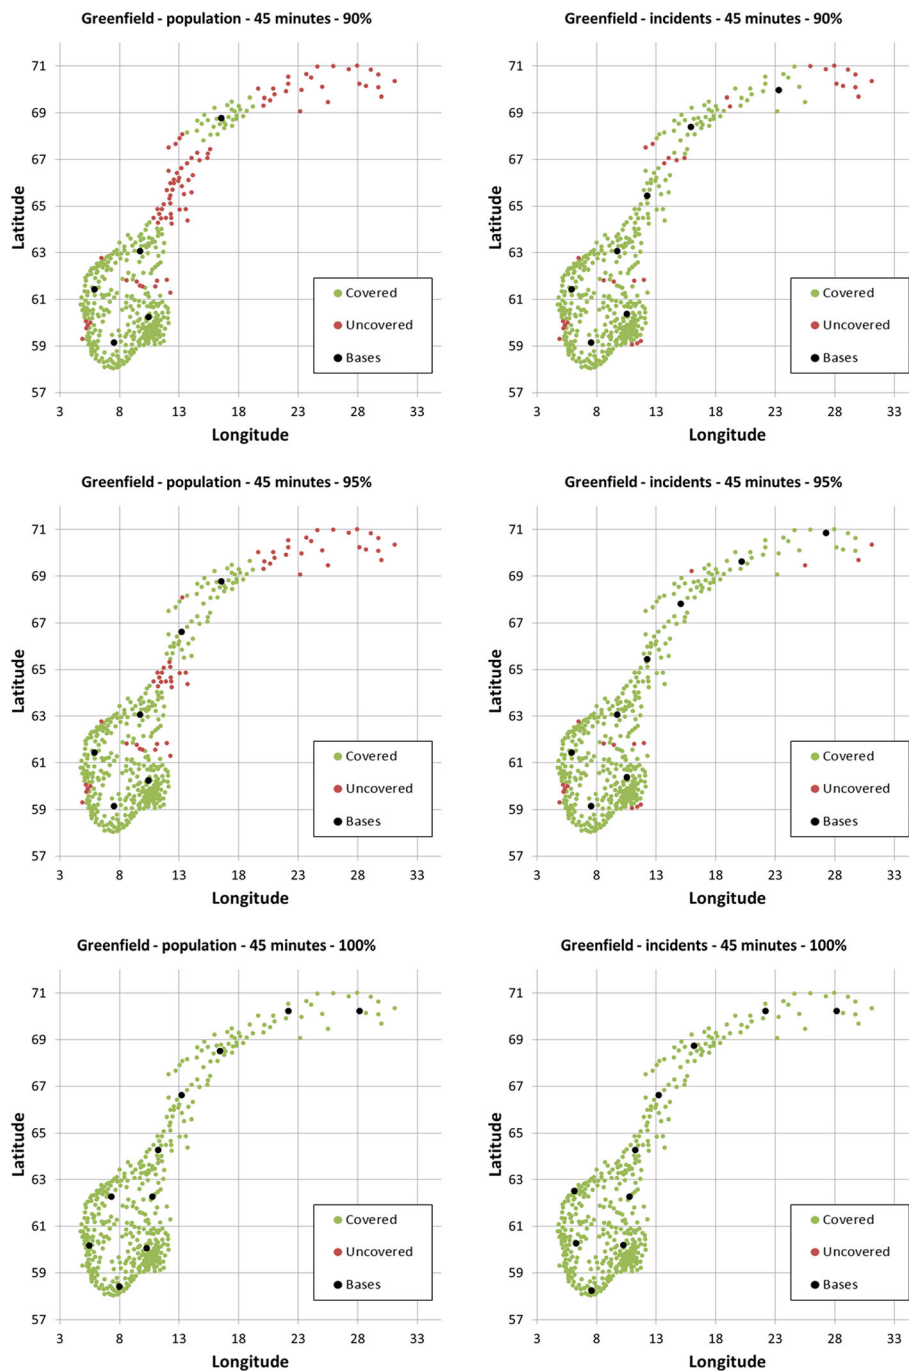 Greenfield - population - 45 minutes - 90%
71
69
67
65
63
61
59
57
Latitude
3 8 13 18 23 28 33
Longitude
Covered
Uncovered
Bases
Greenfield - incidents - 45 minutes - 90%
71
69
67
65
63
61
59
57
Latitude
3 8 13 18 23 28 33
Longitude
Covered
Uncovered
Bases
Greenfield - population - 45 minutes - 95%
71
69
67
65
63
61
59
57
Latitude
3 8 13 18 23 28 33
Longitude
Covered
Uncovered
Bases
Greenfield - incidents - 45 minutes - 95%
71
69
67
65
63
61
59
57
Latitude
3 8 13 18 23 28 33
Longitude
Covered
Uncovered
Bases
Greenfield - population - 45 minutes - 100%
71
69
67
65
63
61
59
57
Latitude
3 8 13 18 23 28 33
Longitude
Covered
Uncovered
Bases
Greenfield - incidents - 45 minutes - 100%
71
69
67
65
63
61
59
57
Latitude
3 8 13 18 23 28 33
Longitude
Covered
Uncovered
Bases